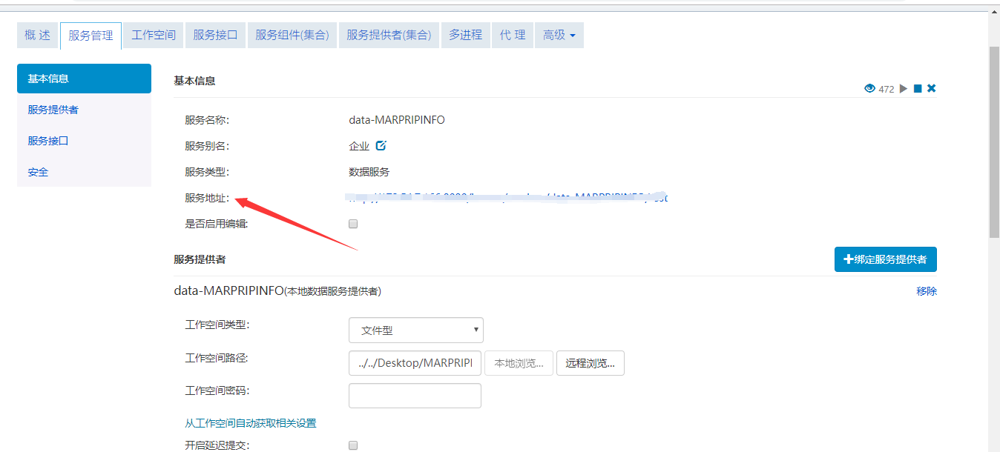 概 述 服务管理 工作空间 服务接口 服务组件(集合) 服务提供者(集合) 多进程 代 理 高级
基本信息
服务提供者
服务接口
安全
基本信息
472
服务名称: data-MARPRIPINFO
服务别名: 企业
服务类型: 数据服务
服务地址:
是否启用编辑:
服务提供者
绑定服务提供者
data-MARPRIPINFO(本地数据服务提供者)
移除
工作空间类型: 文件型
工作空间路径: ../../Desktop/MARPRIPI 本地浏览... 远程浏览...
工作空间密码:
从工作空间自动获取相关设置
开启延迟提交: